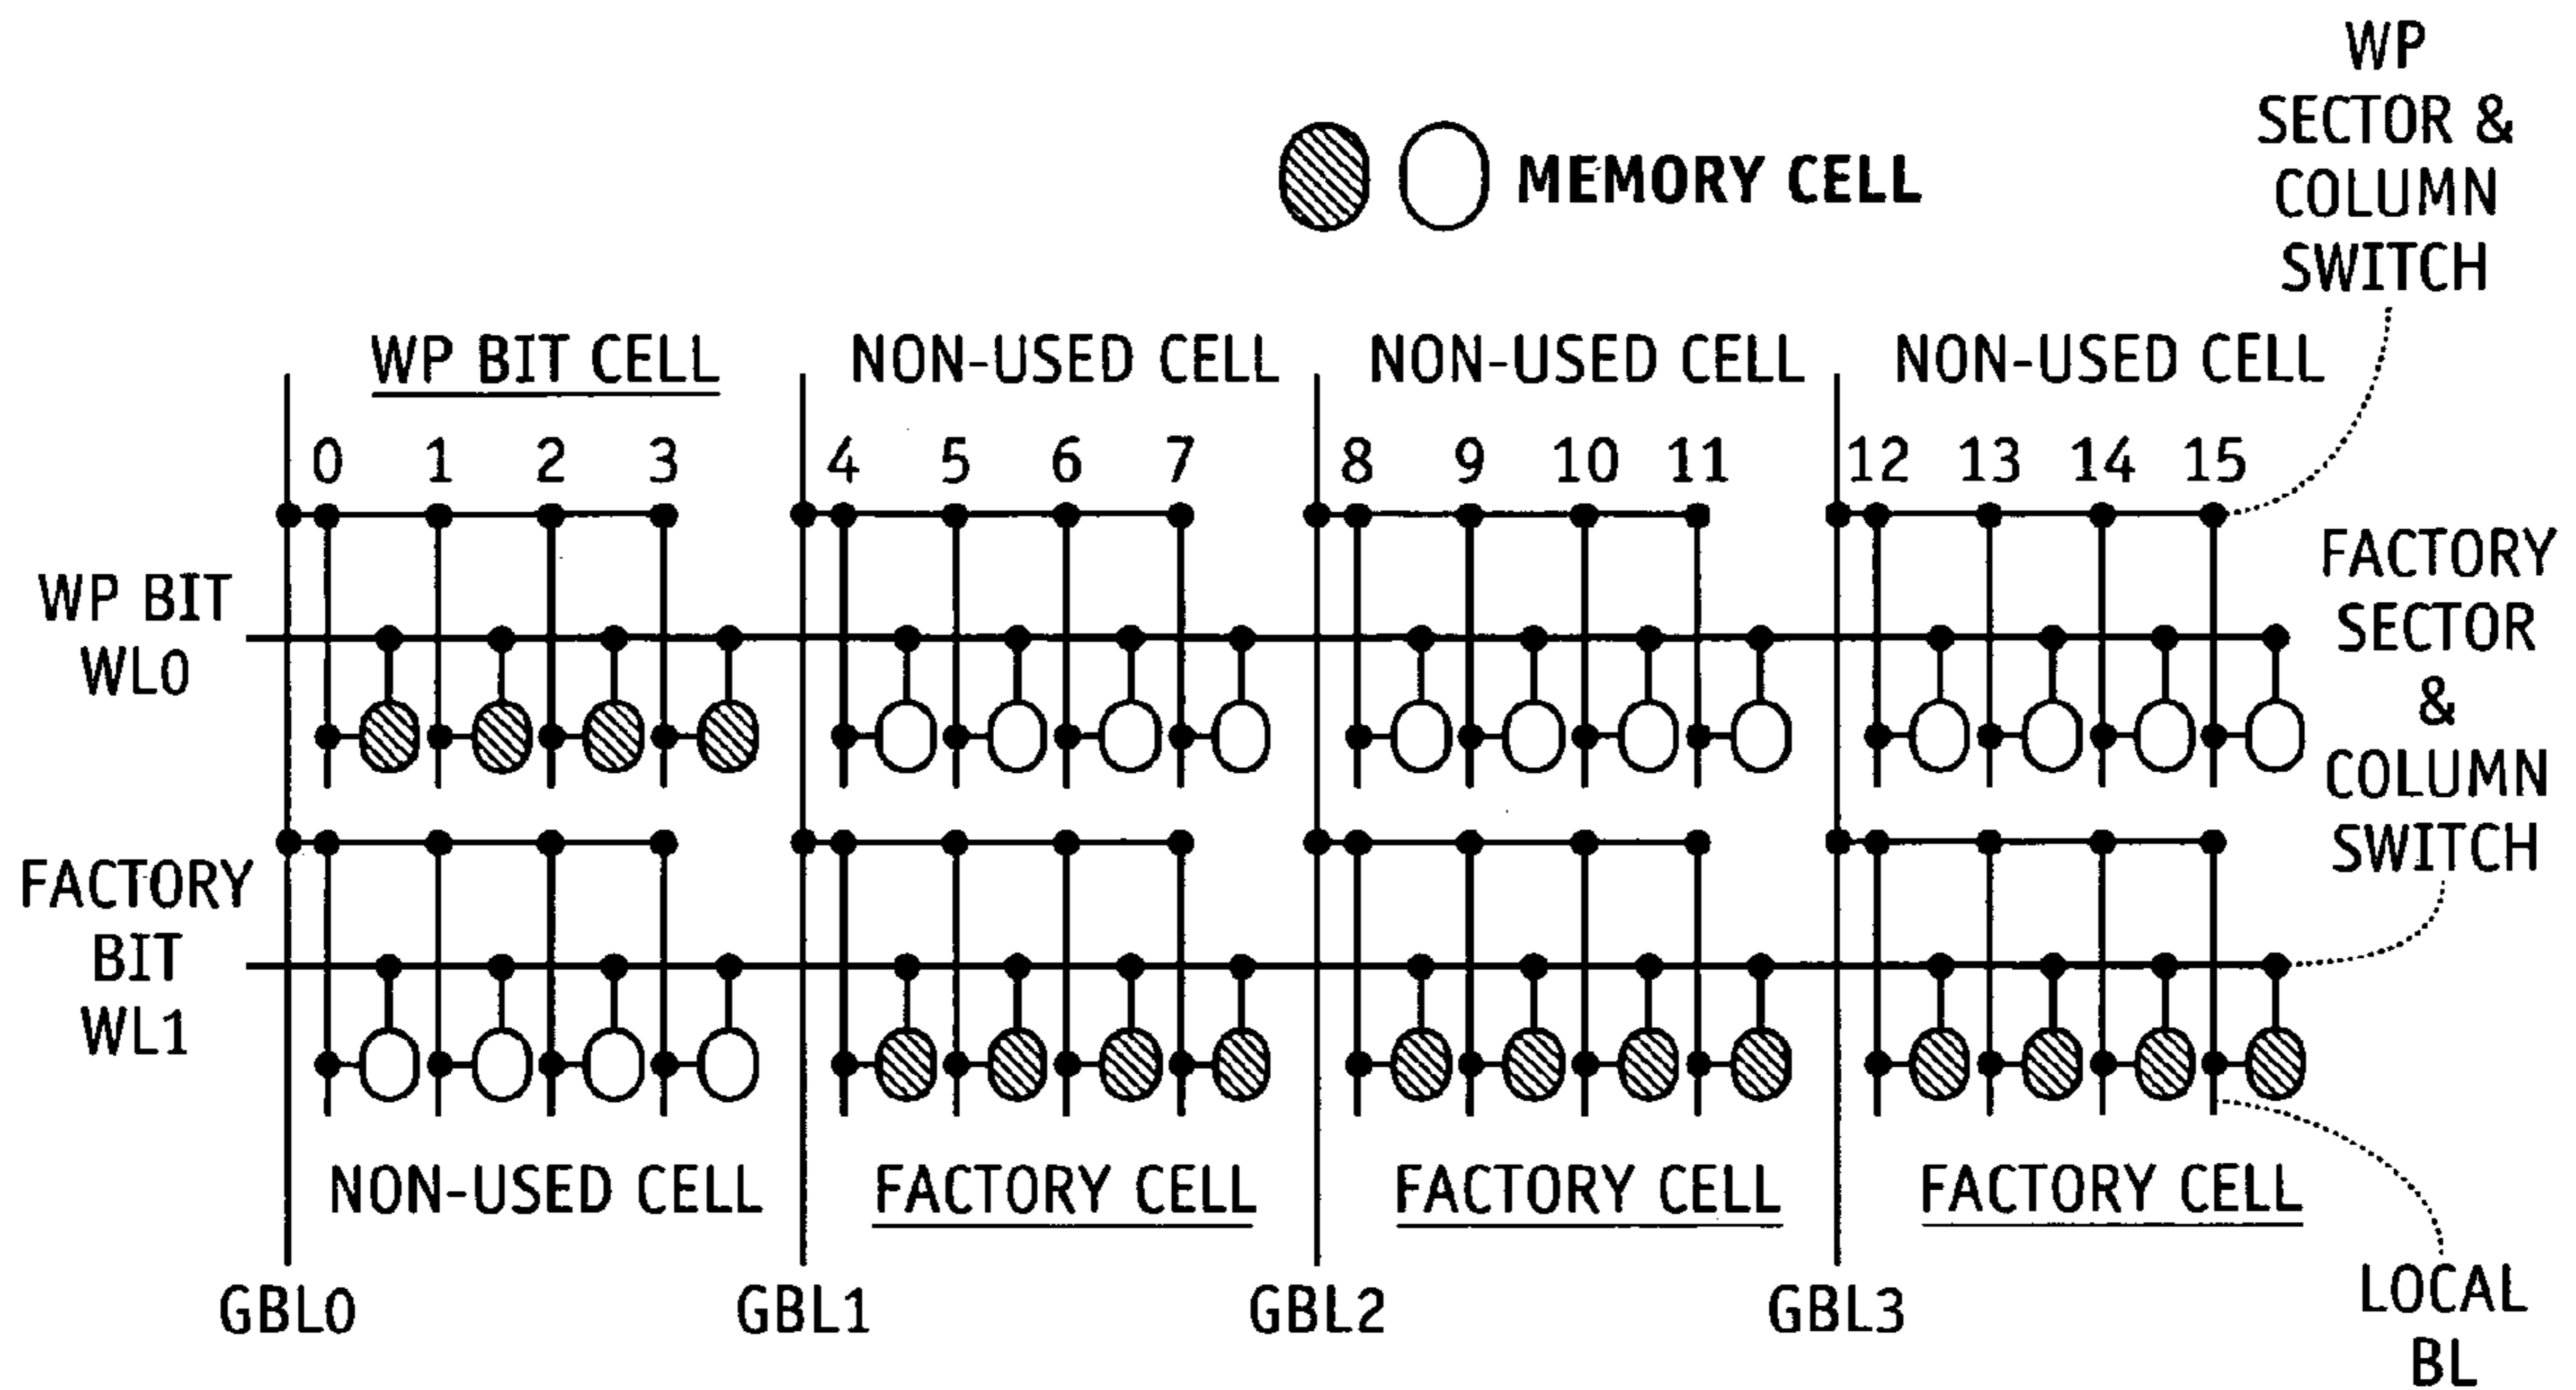 WP
SECTOR &
COLUMN
SWITCH
MEMORY CELL
WP BIT CELL NON-USED CELL NON-USED CELL NON-USED CELL
0 1 2 3 4 5 6 7 8 9 10 11 12 13 14 15
WP BIT
WL0
FACTORY
SECTOR
&
COLUMN
SWITCH
FACTORY
BIT
WL1
NON-USED CELL FACTORY CELL FACTORY CELL FACTORY CELL
GBL0 GBL1 GBL2 GBL3
LOCAL
BL